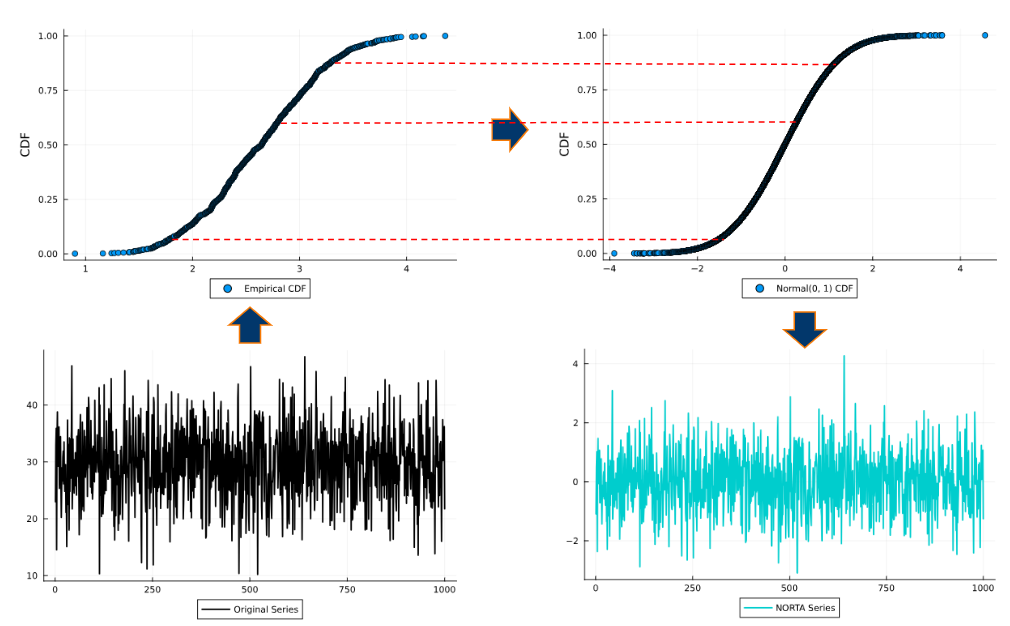 1.00
0.75
0.50
0.25
0.00
CDF
1 2 3 4
Empirical CDF
1.00
0.75
0.50
0.25
0.00
CDF
−4 −2 0 2 4
Normal(0, 1) CDF
40
30
20
10
0 250 500 750 1000
Original Series
4
2
0
−2
0 250 500 750 1000
NORTA Series